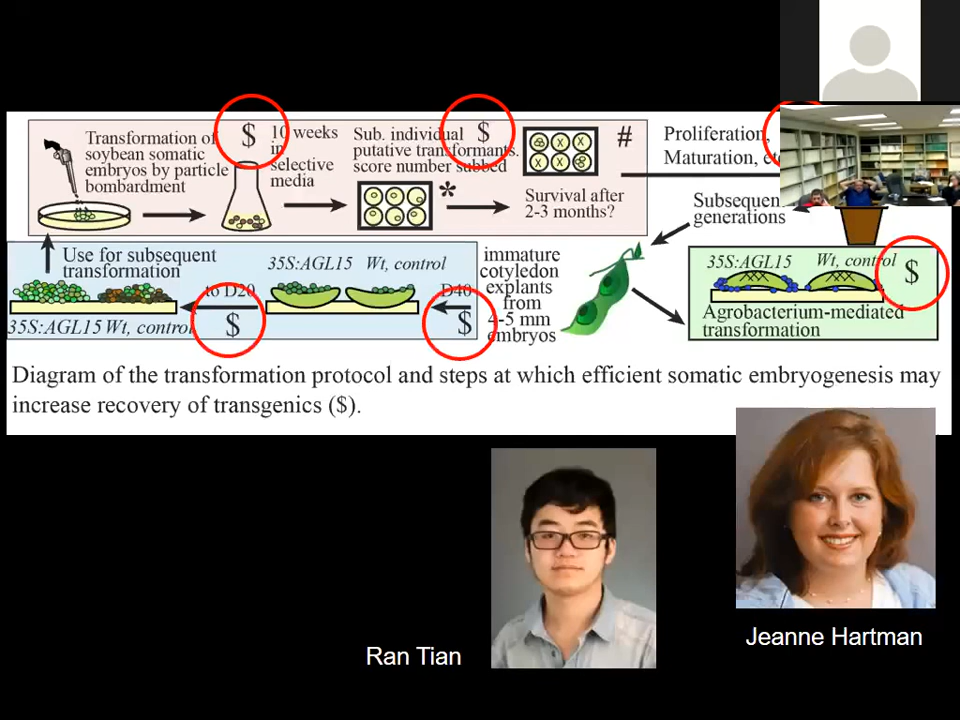 Transformation of
soybean somatic
embryos by particle
bombardment
$
10 weeks
in
selective
media
Sub. individual $
putative transformants.
score number subbed
*
#
Survival after
2-3 months?
Proliferation,
Maturation,
Subsequen
generations
Use for subsequent
transformation
35S:AGL15 Wt, control
to D20
$
35S:AGL15 Wt, control
D40
$
immature
cotyledon
explants
from
4-5 mm
embryos
35S:AGL15 Wt, control
$
Agrobacterium-mediated
transformation
Diagram of the transformation protocol and steps at which efficient somatic embryogenesis may
increase recovery of transgenics ($).
Ran Tian
Jeanne Hartman